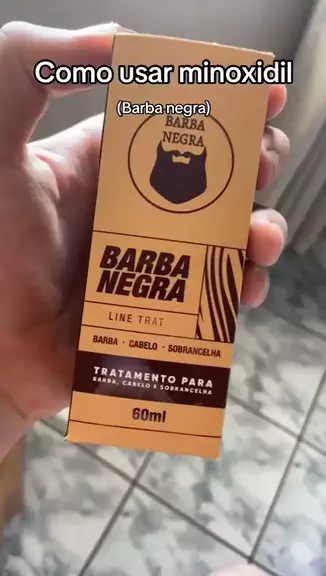 Como usar minoxidil
(Barba negra)
BARBA
NEGRA
BARBA
NEGRA
LINE TRAT
BARBA · CABELO · SOBRANCELHA
TRATAMENTO PARA
BARBA, CABELO E SOBRANCELHA
60ml